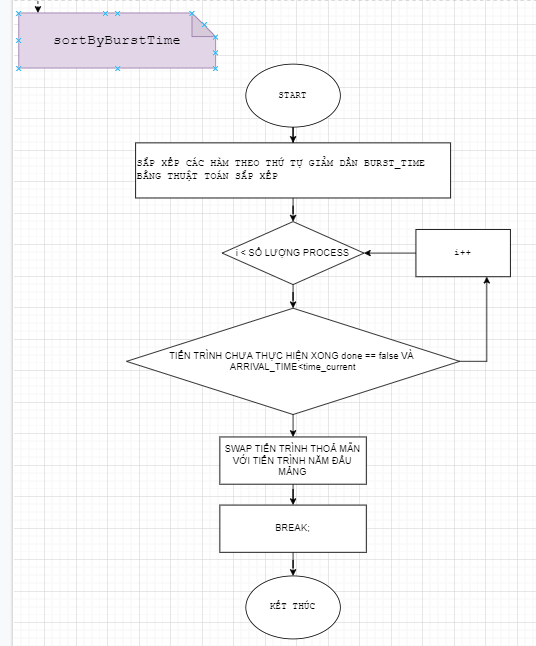 sortByBurstTime
START
SẮP XẾP CÁC HÀM THEO THỨ TỰ GIẢM DẦN BURST_TIME
BẰNG THUẬT TOÁN SẮP XẾP
i < SỐ LƯỢNG PROCESS
i++
TIẾN TRÌNH CHƯA THỰC HIỆN XONG done == false VÀ
ARRIVAL_TIME<time_current
SWAP TIẾN TRÌNH THOẢ MÃN
VỚI TIẾN TRÌNH NẰM ĐẦU
MẢNG
BREAK;
KẾT THÚC